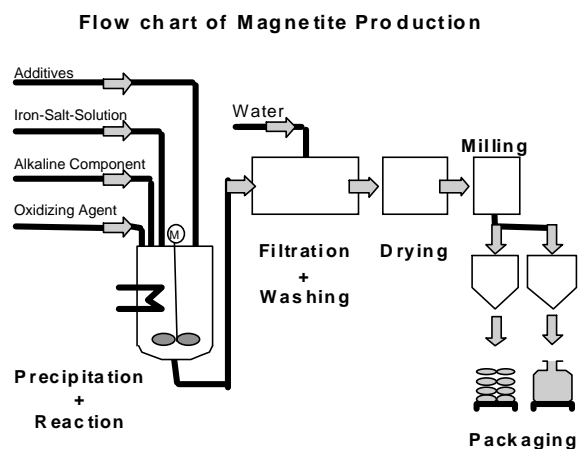 Flow chart of Magnetite Production
Additives
Iron-Salt-Solution
Alkaline Component
Oxidizing Agent
M
Water
Milling
Filtration
+
Washing
Drying
Precipitation
+
Reaction
Packaging